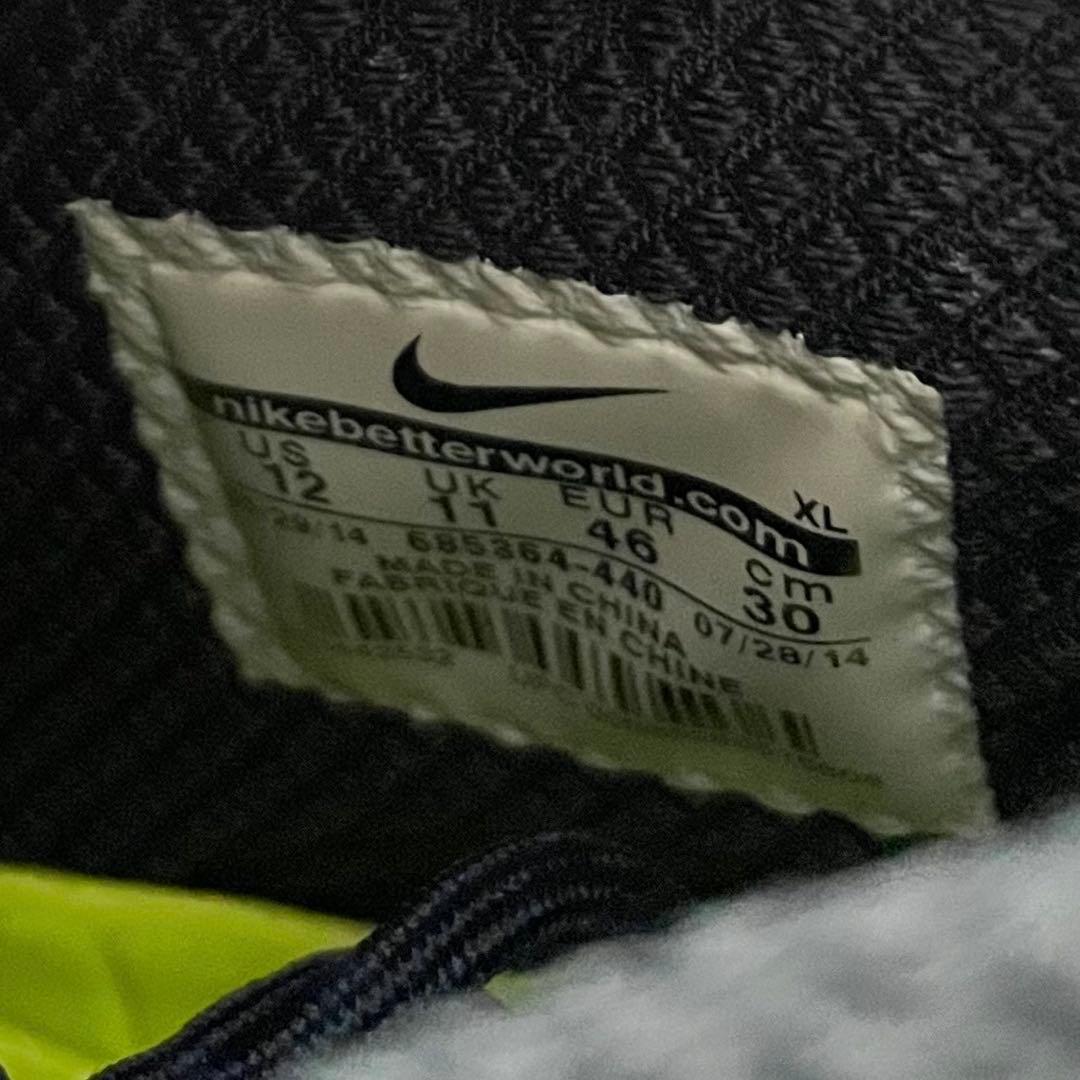 nikebetterworld.com
XL
US UK EUR cm
12 11 46 30
29/14 685364-440 07/28/14
MADE IN CHINA
FABRIQUE EN CHINE